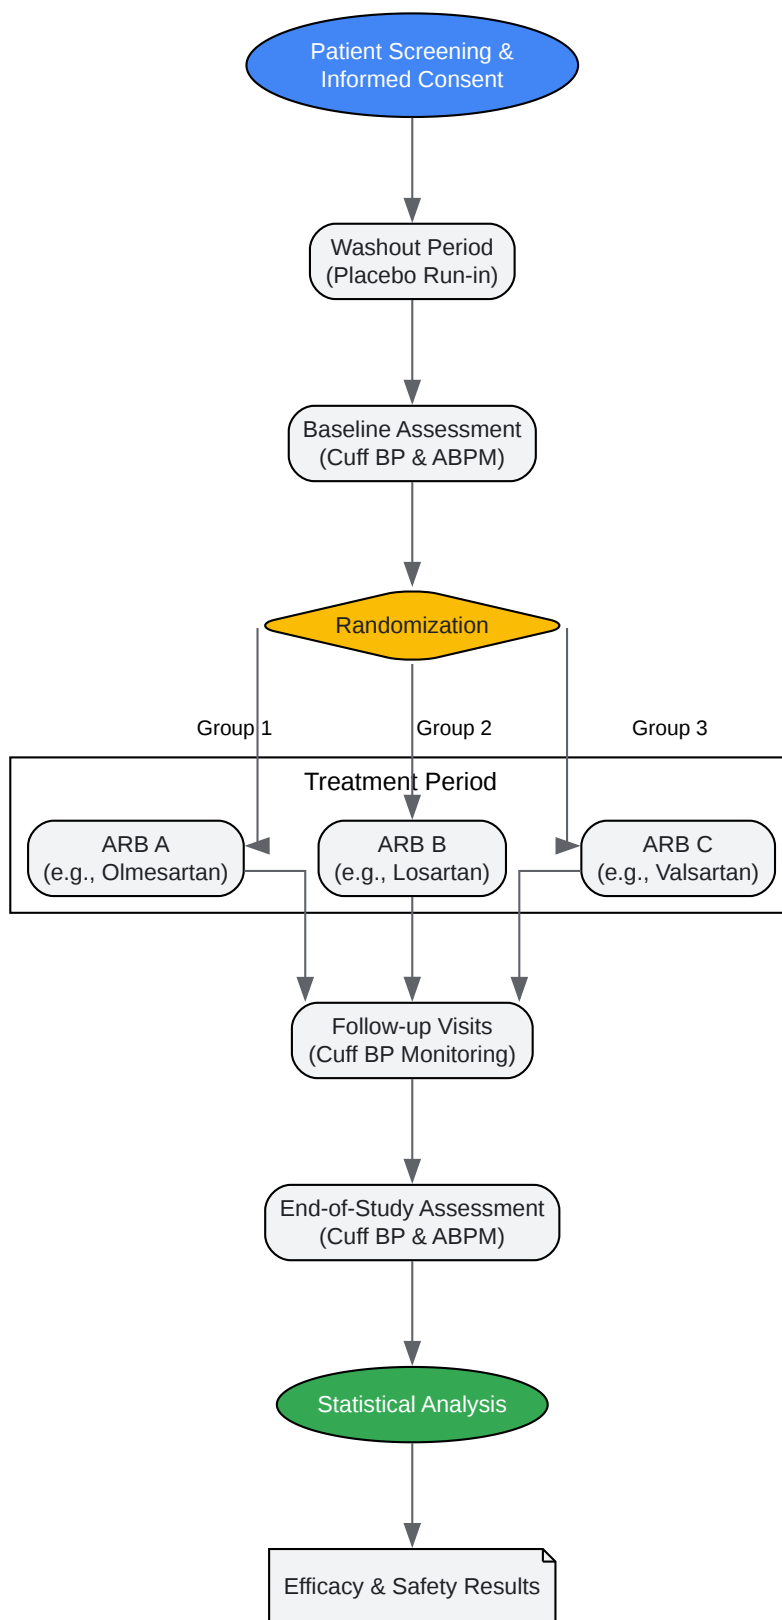 Patient Screening &
Informed Consent
Washout Period
(Placebo Run-in)
Baseline Assessment
(Cuff BP & ABPM)
Randomization
Group 1
Group 2
Group 3
Treatment Period
ARB A
(e.g., Olmesartan)
ARB B
(e.g., Losartan)
ARB C
(e.g., Valsartan)
Follow-up Visits
(Cuff BP Monitoring)
End-of-Study Assessment
(Cuff BP & ABPM)
Statistical Analysis
Efficacy & Safety Results